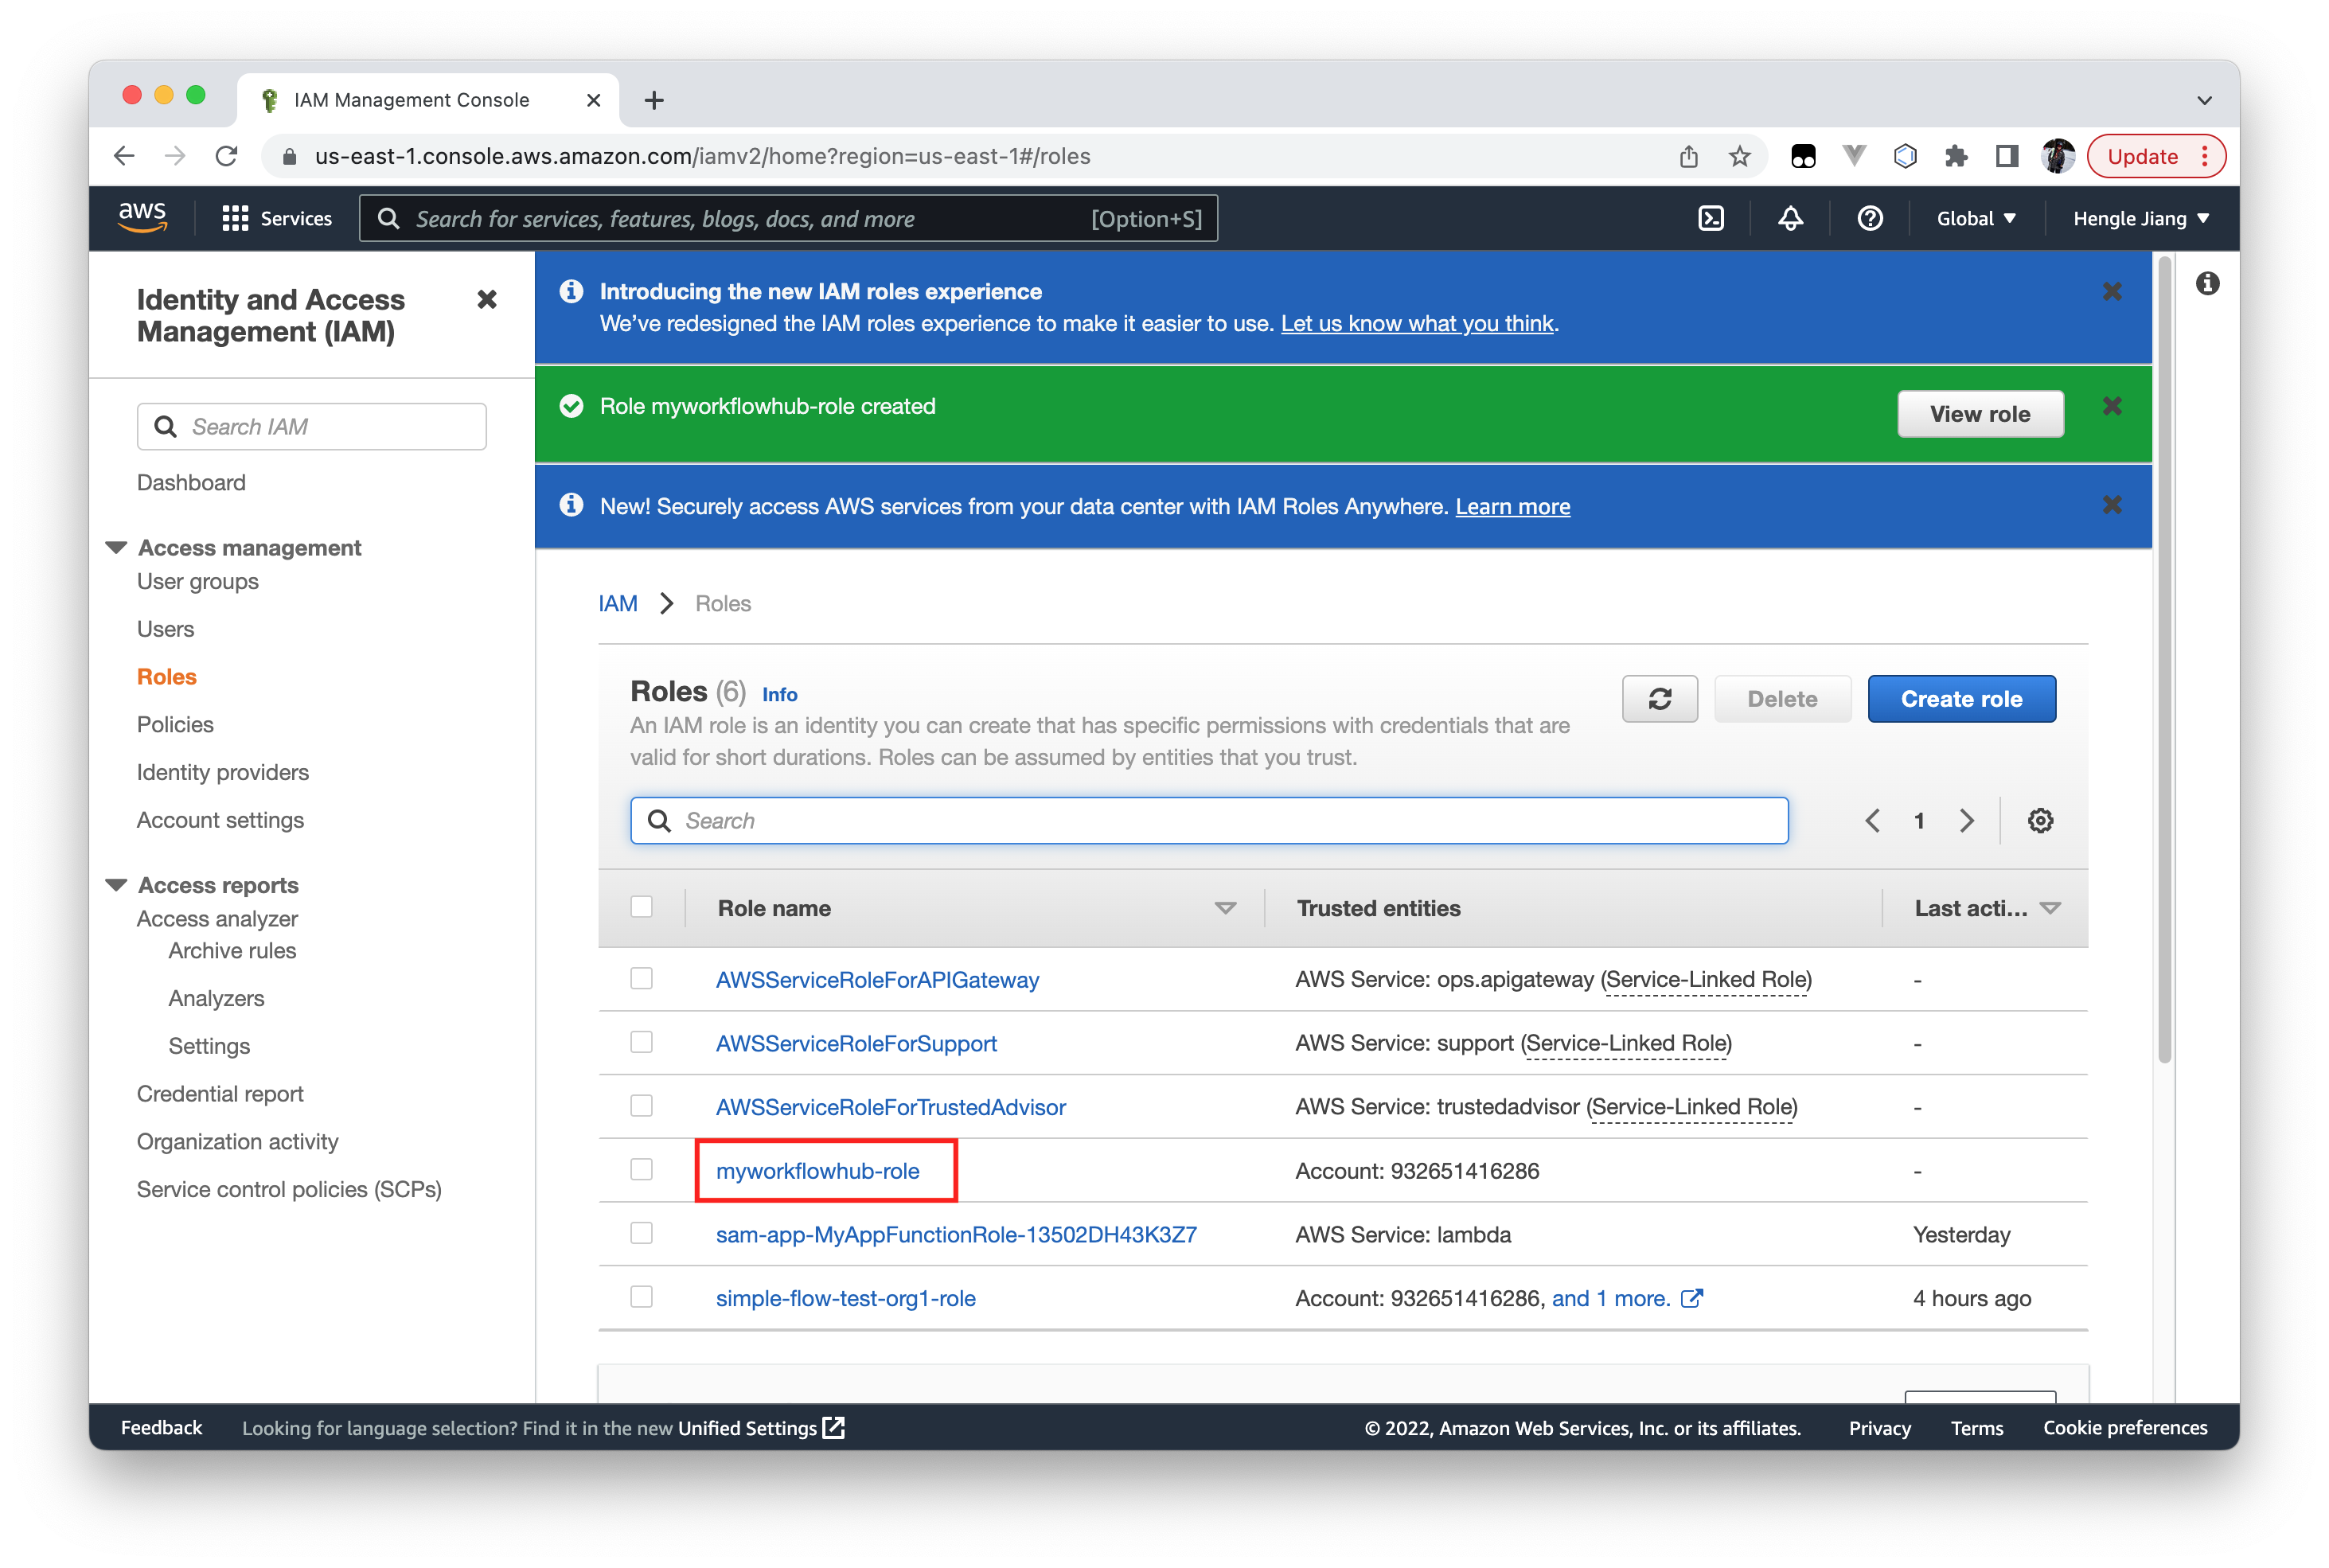 IAM Management Console
us-east-1.console.aws.amazon.com/iamv2/home?region=us-east-1#/roles
Update
aws
Services
Search for services, features, blogs, docs, and more
[Option+S]
Global
Hengle Jiang
Identity and Access
Management (IAM)
Search IAM
Dashboard
Access management
User groups
Users
Roles
Policies
Identity providers
Account settings
Access reports
Access analyzer
Archive rules
Analyzers
Settings
Credential report
Organization activity
Service control policies (SCPs)
Introducing the new IAM roles experience
We've redesigned the IAM roles experience to make it easier to use. Let us know what you think.
Role myworkflowhub-role created
View role
New! Securely access AWS services from your data center with IAM Roles Anywhere. Learn more
IAM
Roles
Roles (6) Info
An IAM role is an identity you can create that has specific permissions with credentials that are
valid for short durations. Roles can be assumed by entities that you trust.
Delete
Create role
Search
1
Role name
Trusted entities
Last acti...
AWSServiceRoleForAPIGateway
AWS Service: ops.apigateway (Service-Linked Role)
-
AWSServiceRoleForSupport
AWS Service: support (Service-Linked Role)
-
AWSServiceRoleForTrustedAdvisor
AWS Service: trustedadvisor (Service-Linked Role)
-
myworkflowhub-role
Account: 932651416286
-
sam-app-MyAppFunctionRole-13502DH43K3Z7
AWS Service: lambda
Yesterday
simple-flow-test-org1-role
Account: 932651416286, and 1 more.
4 hours ago
Feedback
Looking for language selection? Find it in the new Unified Settings
© 2022, Amazon Web Services, Inc. or its affiliates.
Privacy
Terms
Cookie preferences